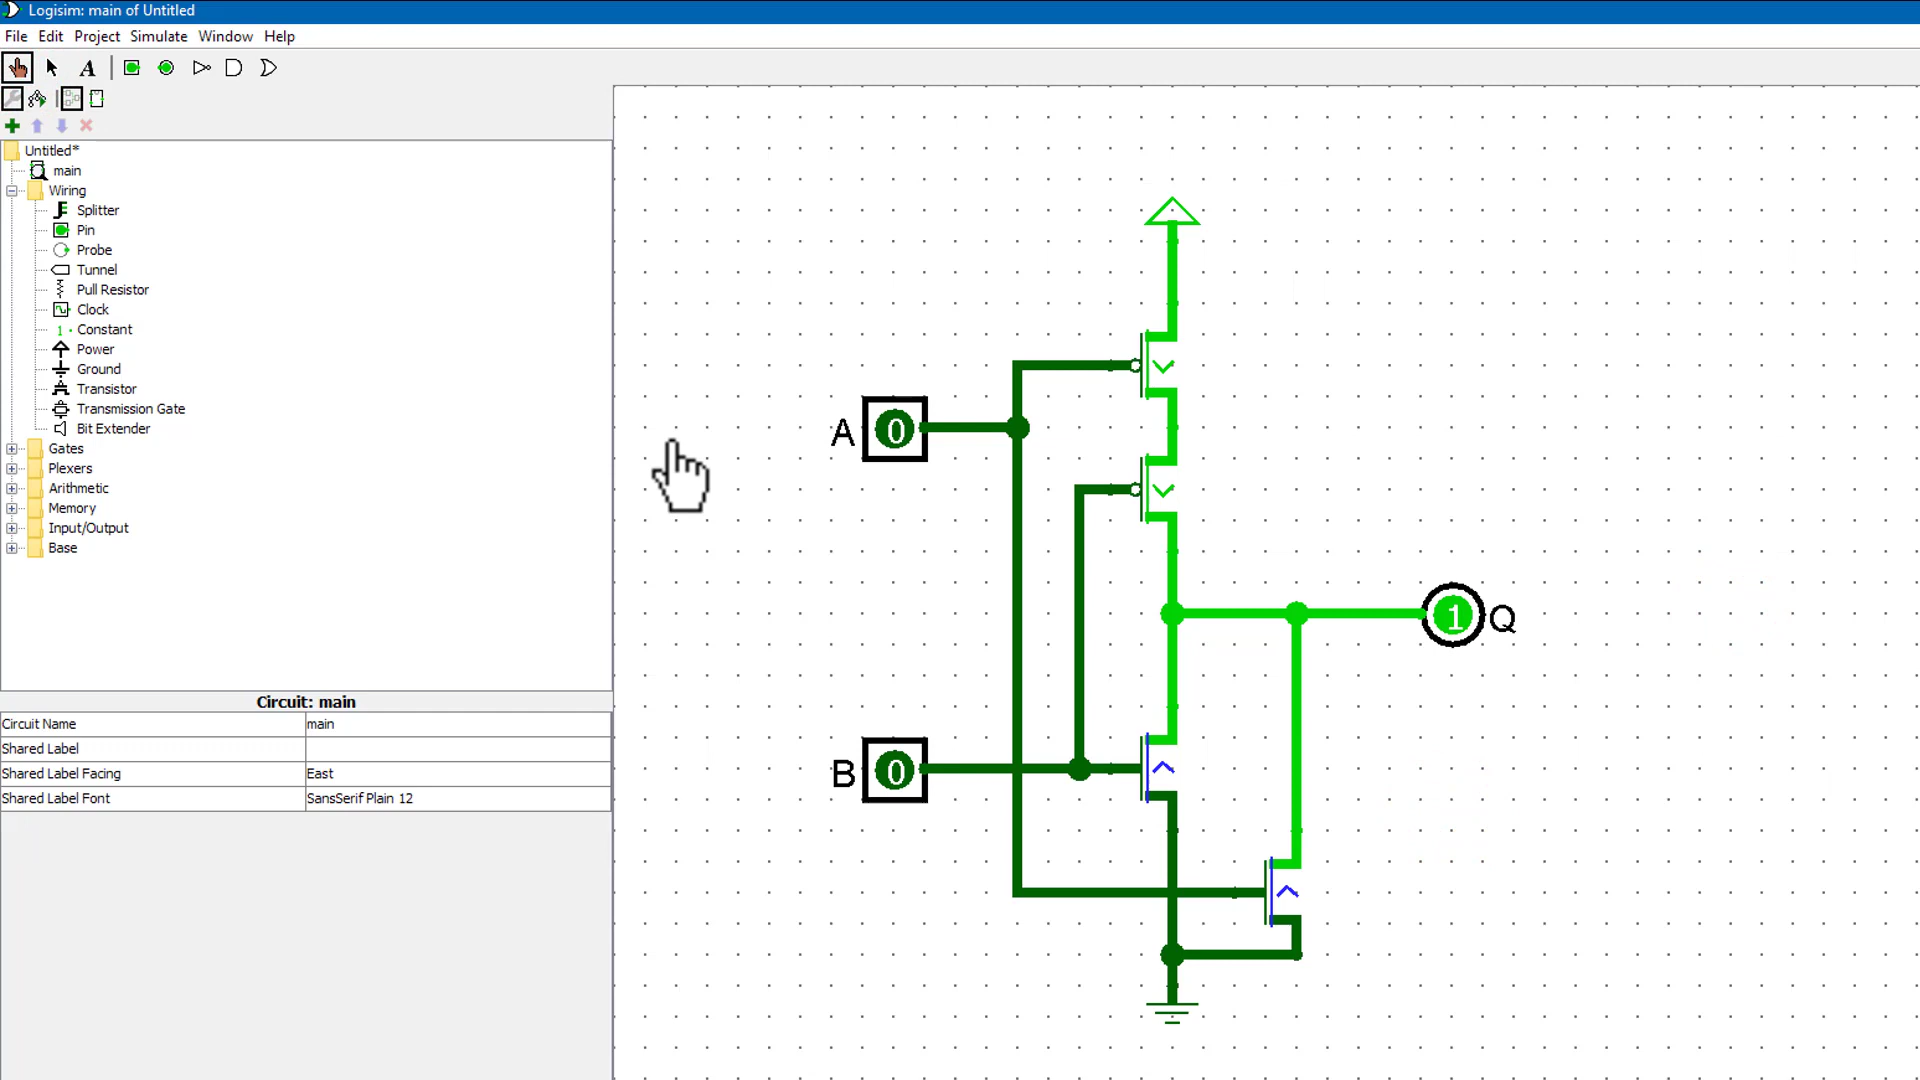 Logisim: main of Untitled
File Edit Project Simulate Window Help
A
Untitled*
main
Wiring
Splitter
Pin
Probe
Tunnel
Pull Resistor
Clock
1 Constant
Power
Ground
Transistor
Transmission Gate
Bit Extender
Gates
Plexers
Arithmetic
Memory
Input/Output
Base
Circuit: main
Circuit Name main
Shared Label
Shared Label Facing East
Shared Label Font SansSerif Plain 12
A 0
1 Q
B 0